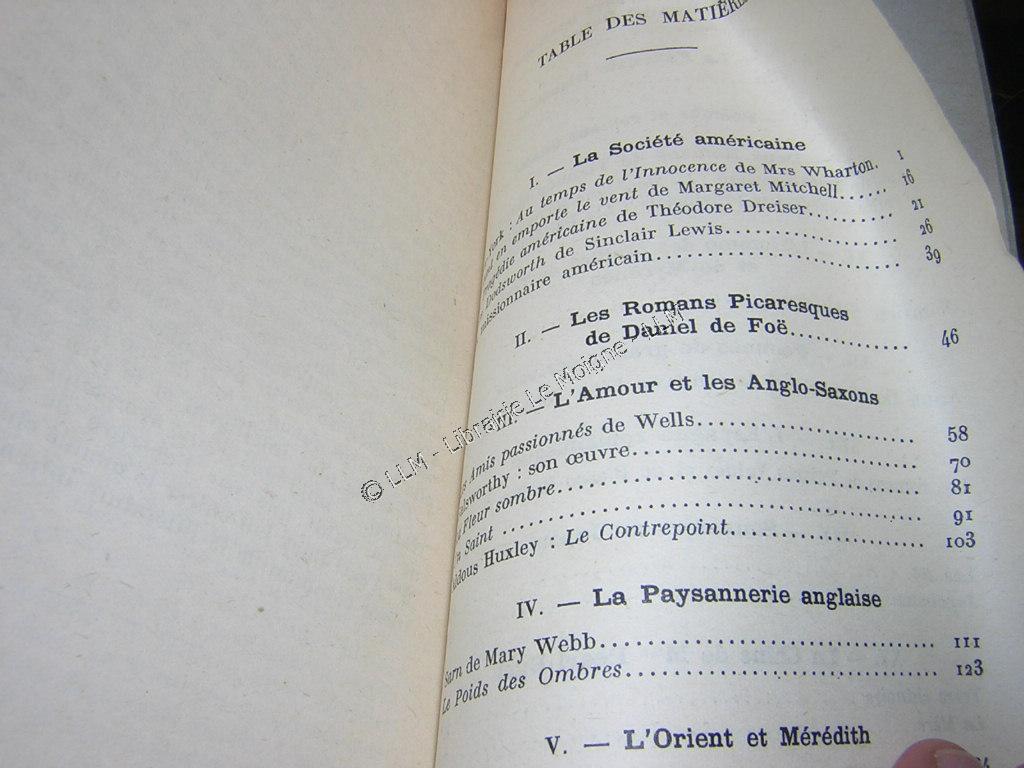 TABLE DES MATIÈR
I. — La Société américaine
York : Au temps de l'Innocence de Mrs Wharton. 1
en emporte le vent de Margaret Mitchell...... 16
américaine de Théodore Dreiser.......... 21
Dodsworth de Sinclair Lewis.................... 26
américain............................. 39
II. — Les Romans Picaresques
de Daniel de Foë.............. 46
— L'Amour et les Anglo-Saxons
Amis passionnés de Wells........................ 58
: son œuvre............................... 70
Fleur sombre....................................... 81
Saint .............................................. 91
Huxley : Le Contrepoint..................... 103
IV. — La Paysannerie anglaise
de Mary Webb.................................... 111
Le Poids des Ombres................................. 123
V. — L'Orient et Mérédith
© LLM - Librairie Le Moigne - LLM